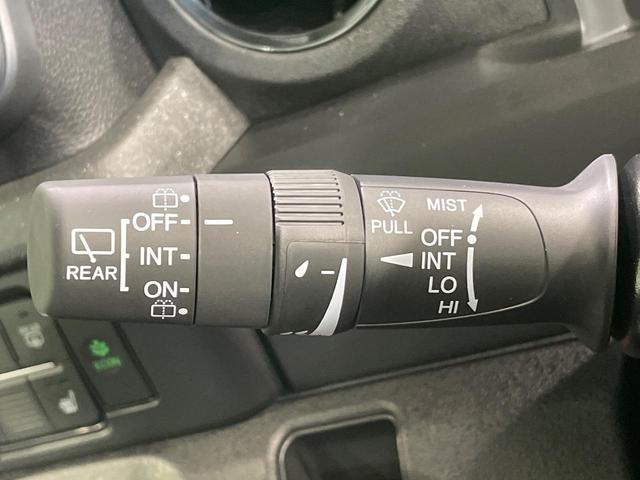 OFF
REAR
INT
ON
PULL
MIST
OFF
INT
LO
HI
ECON